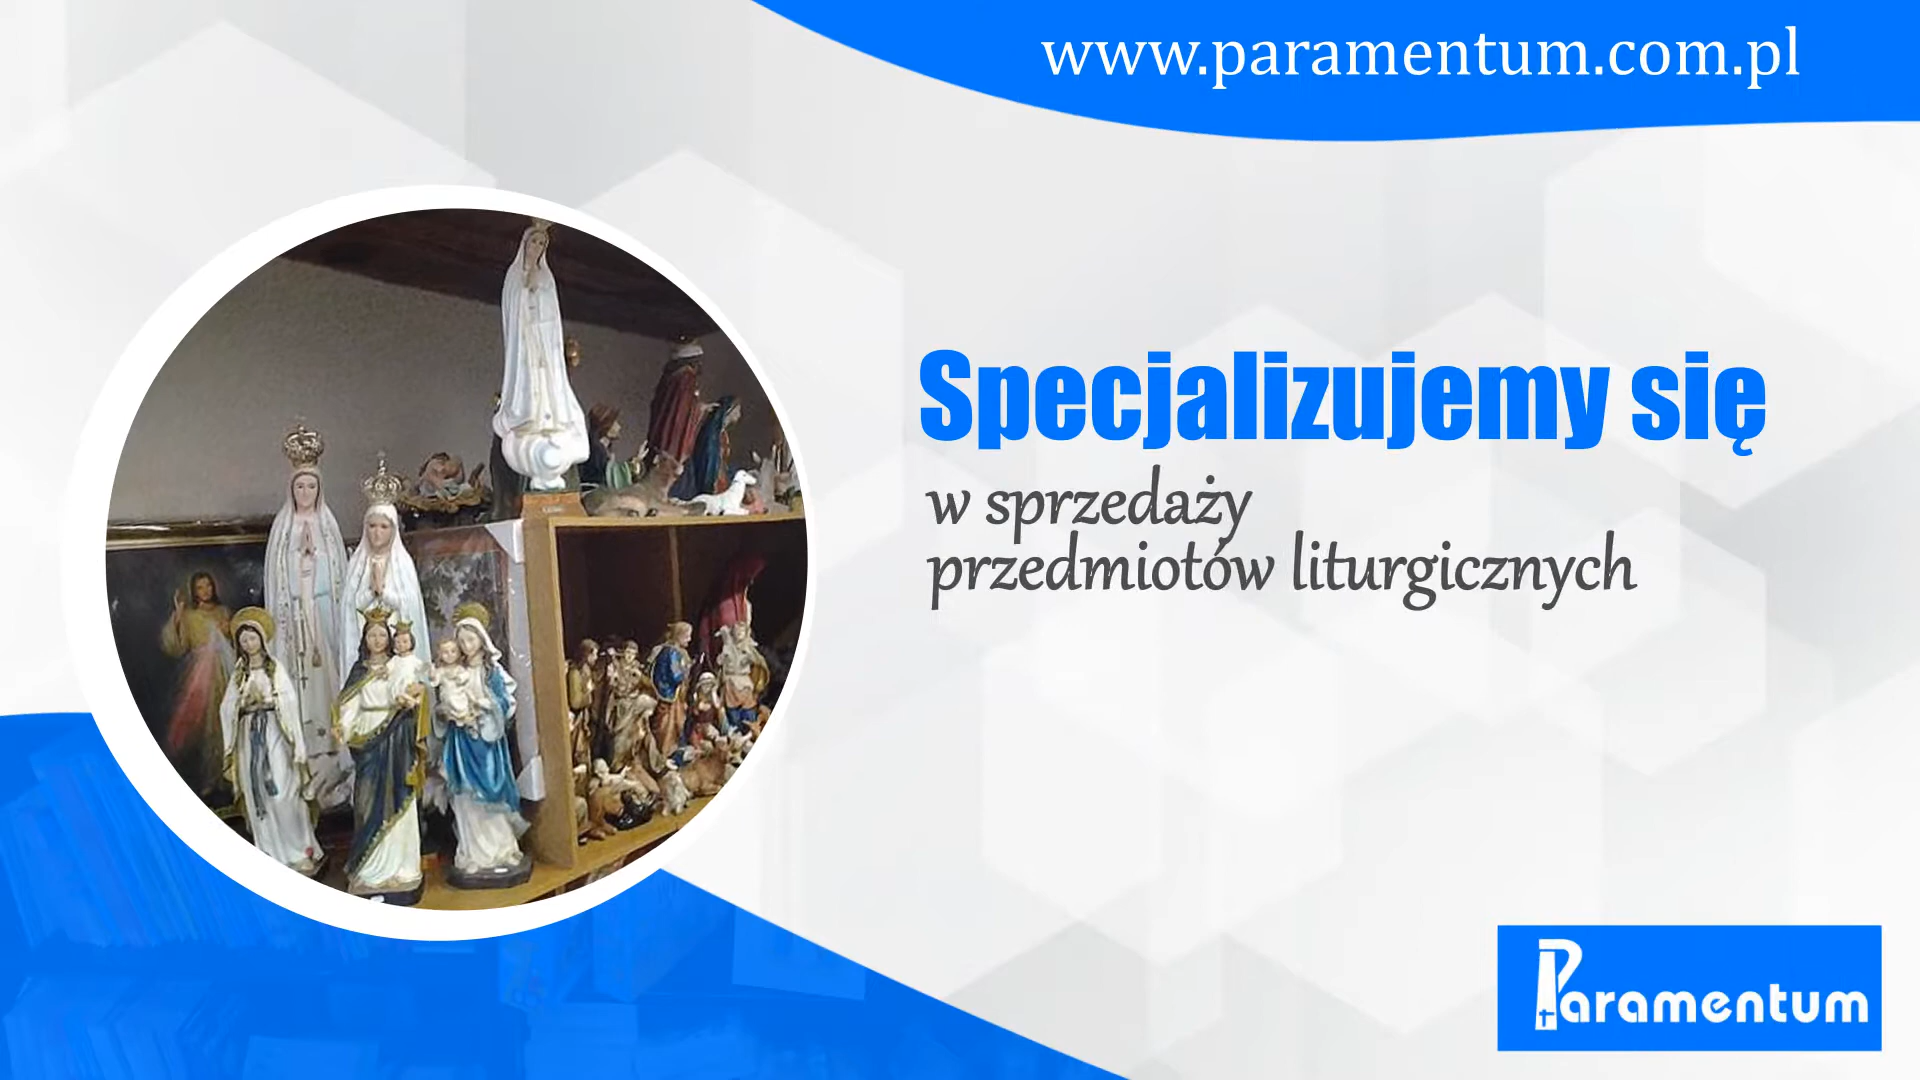 www.paramentum.com.pl
Specjalizujemy się
w sprzedaży
przedmiotów liturgicznych
Paramentum